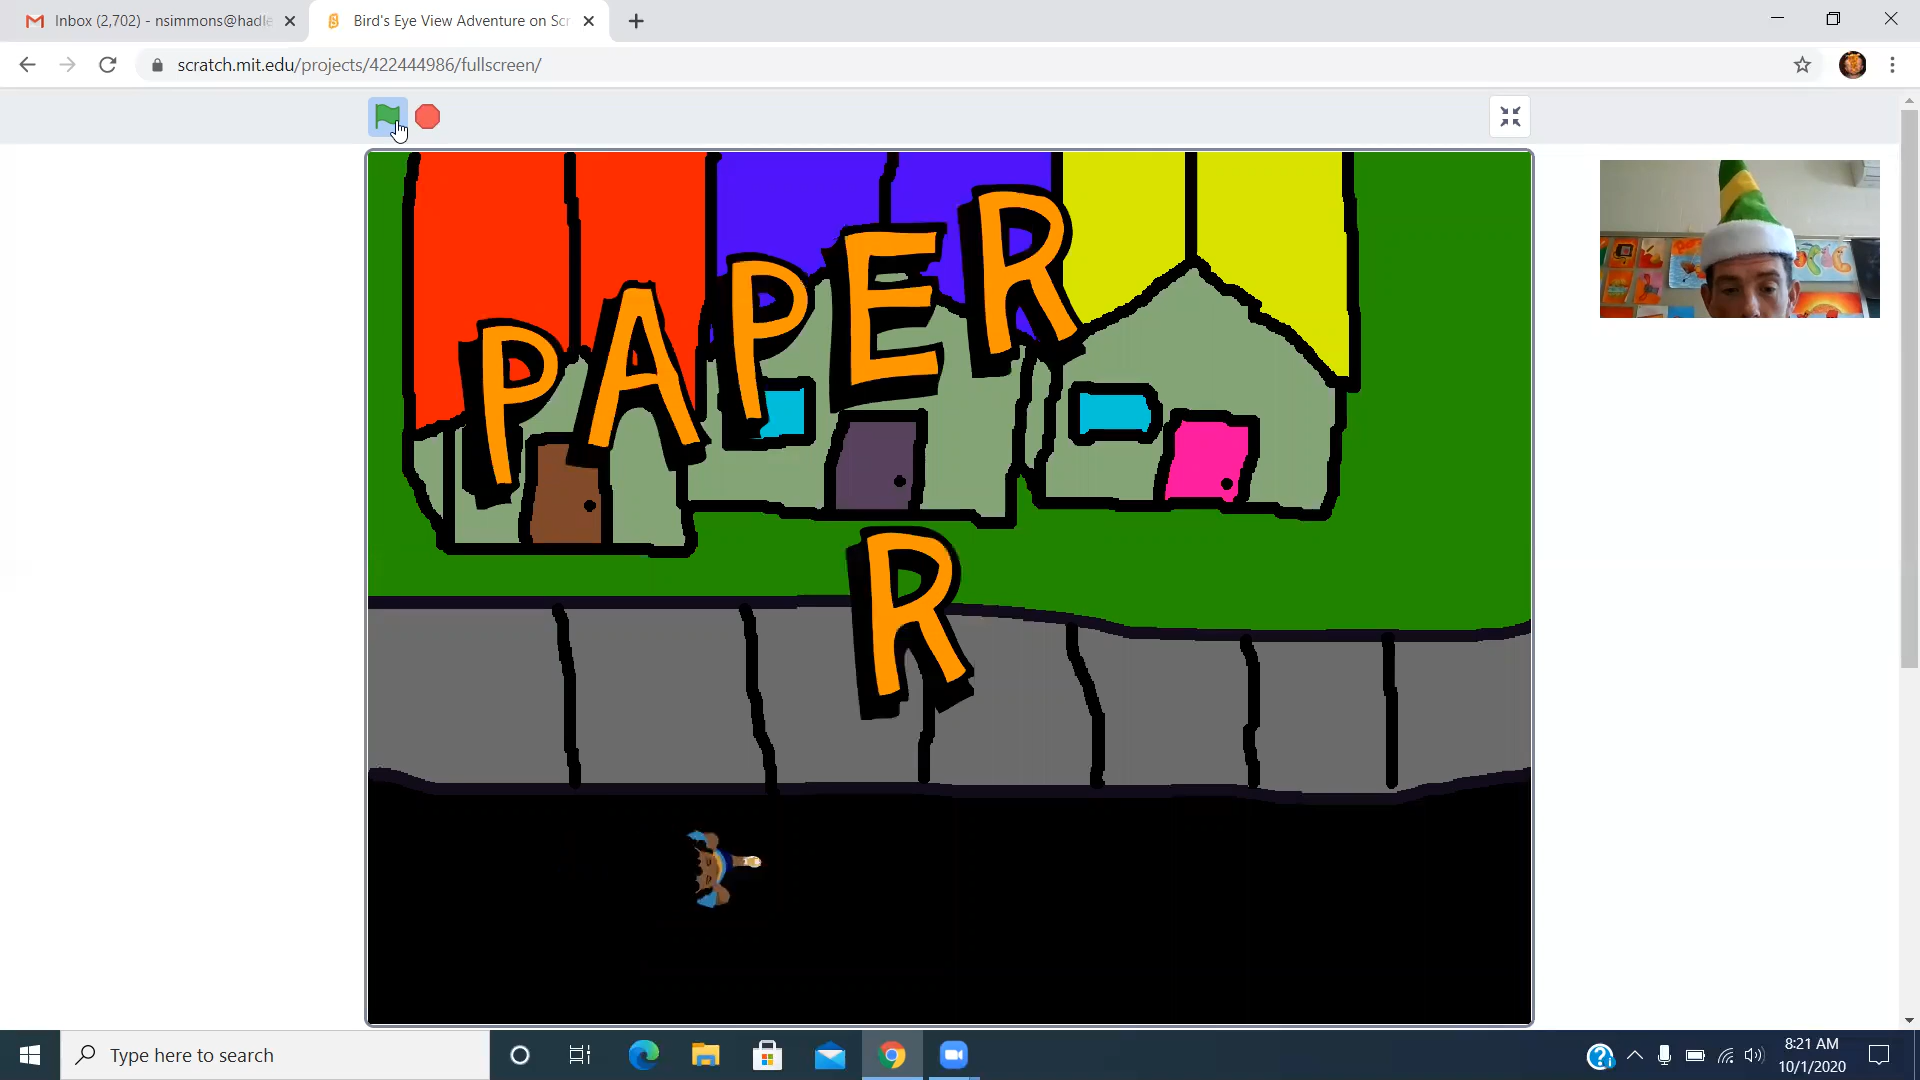 Inbox (2,702) - nsimmons@hadle
Bird's Eye View Adventure on Scr
scratch.mit.edu/projects/422444986/fullscreen/
PAPER
R
Type here to search
8:21 AM
10/1/2020